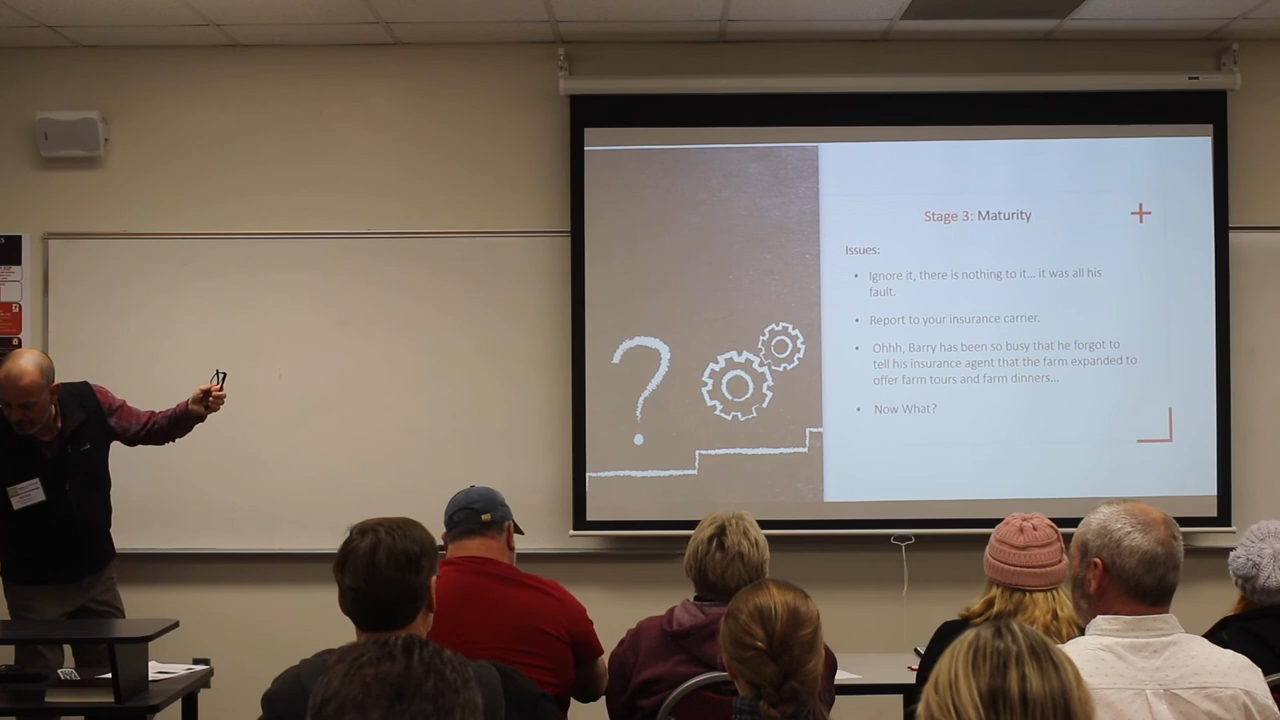 Stage 3: Maturity
Issues:
• Ignore it, there is nothing to it... it was all his
fault.
• Report to your insurance carrier.
• Ohhh, Barry has been so busy that he forgot to
tell his insurance agent that the farm expanded to
offer farm tours and farm dinners...
• Now What?